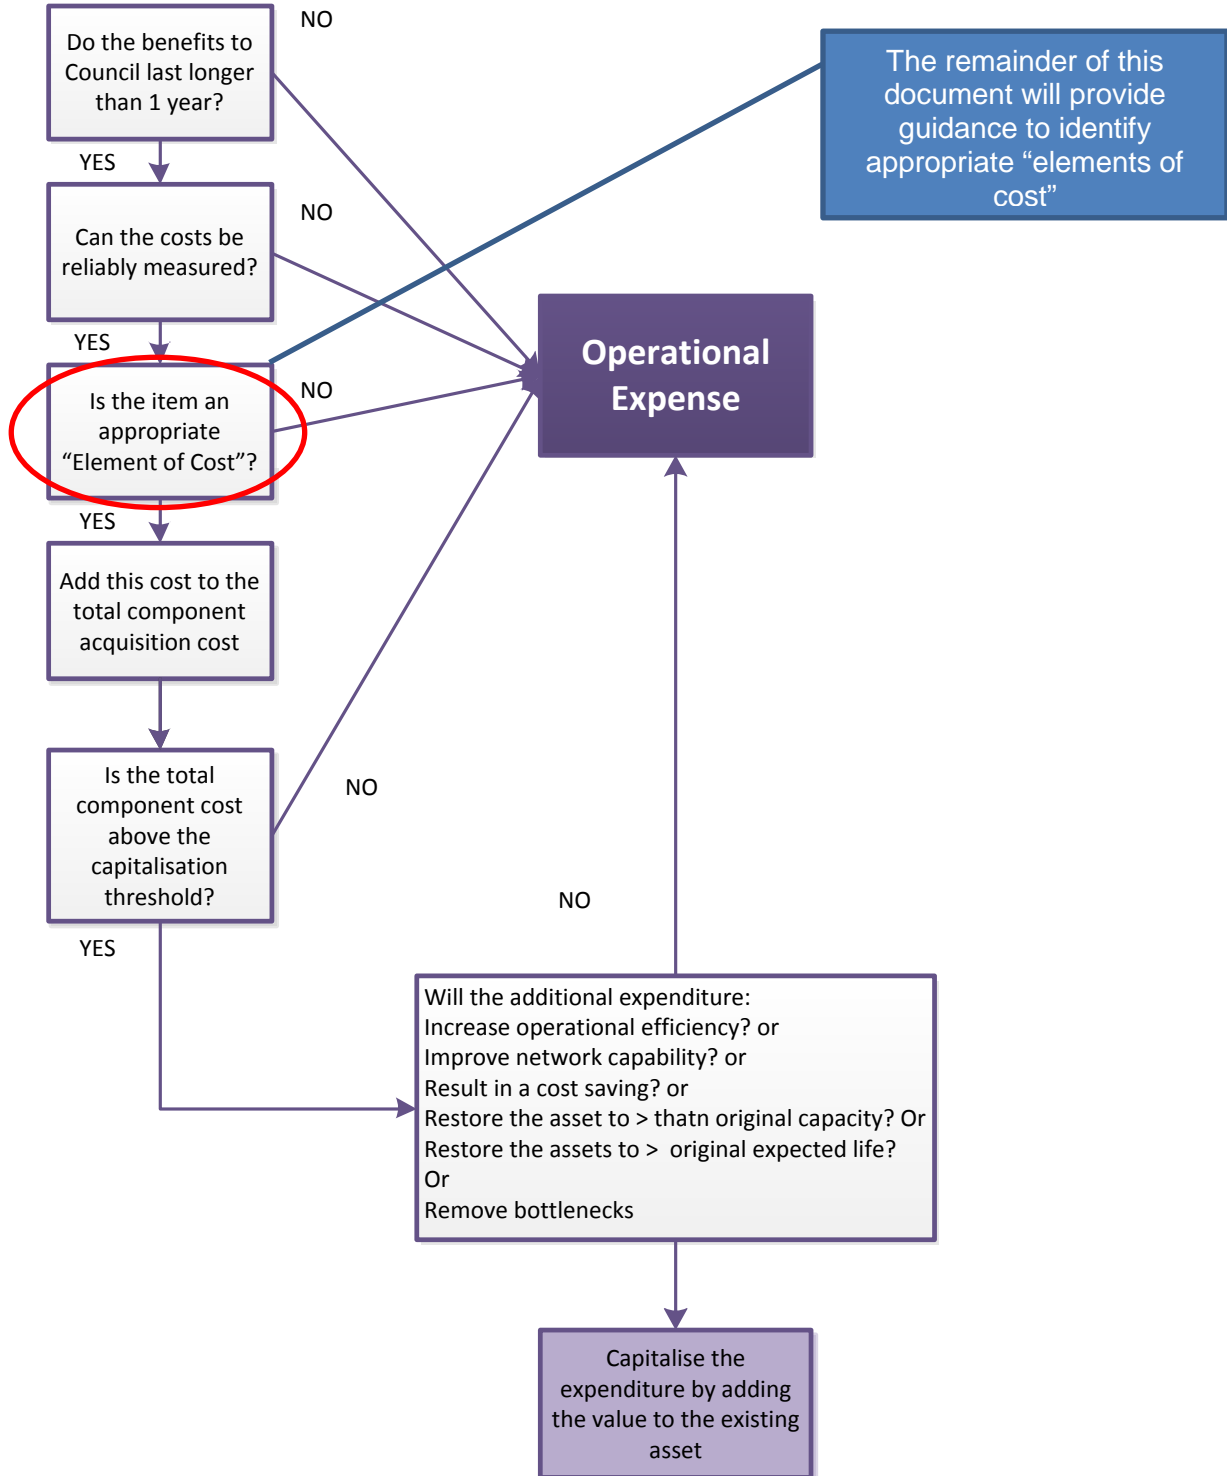 NO
Do the benefits to
Council last longer
than 1 year?
The remainder of this
document will provide
guidance to identify
appropriate “elements of
cost”
YES
NO
Can the costs be
reliably measured?
YES
Operational
Expense
NO
Is the item an
appropriate
“Element of Cost”?
YES
Add this cost to the
total component
acquisition cost
Is the total
component cost
above the
capitalisation
threshold?
NO
NO
YES
Will the additional expenditure:
Increase operational efficiency? or
Improve network capability? or
Result in a cost saving? or
Restore the asset to > thatn original capacity? Or
Restore the assets to >  original expected life?
Or
Remove bottlenecks
Capitalise the
expenditure by adding
the value to the existing
asset